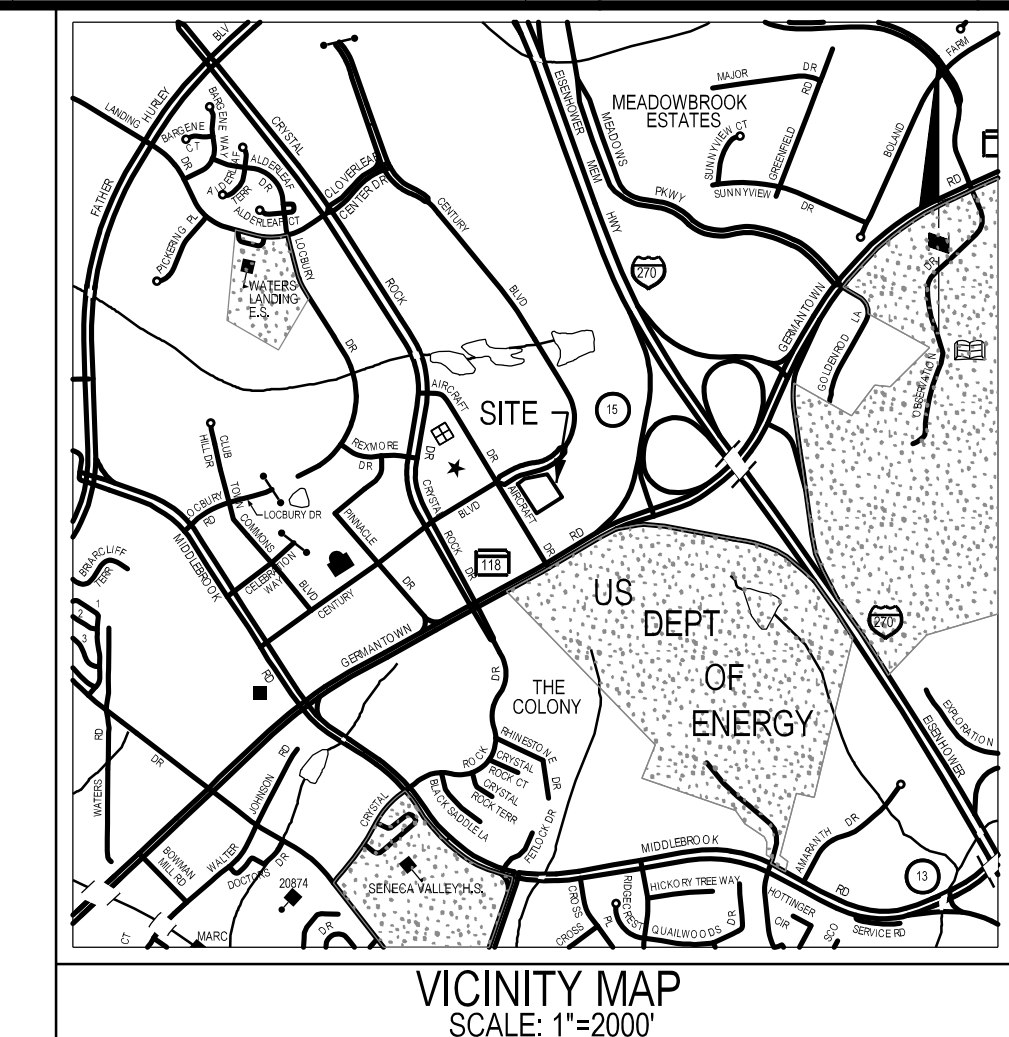 BLV
HURLEY
FATHER
LANDING
DR
BARGENE
CT
BARGENE WAY
ALDERLEAF
TERR
ALDERLEAF
DR
ALDERLEAF CT
PICKERING PL
WATERS
LANDING
E.S.
LOCBURY
DR
CRYSTAL
ROCK
DR
CLOVERLEAF
CENTER DR
CENTURY
BLVD
EISENHOWER
MEM
HWY
MEADOWS
PKWY
MAJOR DR
MEADOWBROOK
ESTATES
SUNNYVIEW CT
GREENFIELD
RD
SUNNYVIEW
DR
BOLAND
FARM
RD
270
GERMANTOWN
GOLDENROD LA
OBSERVATION
DR
AIRCRAFT
DR
AIRCRAFT
DR
SITE
15
REXMORE
DR
HILL DR
CLUB
LOCBURY DR
OCBURY
RD
TOWN
COMMONS
BLVD
CELEBRATION
WAY
PINNACLE
DR
CENTURY
BLVD
CRYSTA
ROCK
DR
118
RD
GERMANTOWN
MIDDLEBROOK
RD
BRIARCLIFF
TERR
1
2
3
WATERS
RD
DR
US
DEPT
OF
ENERGY
270
EISENHOWER
EXPLORATION
THE
COLONY
DR
ROCK
CRYSTAL
RHINESTONE
DR
CRYSTAL
ROCK CT
CRYSTAL
ROCK TERR
BLACK SADDLE LA
FETLOCK DR
SENECA VALLEY H.S.
JOHNSON
RD
WALTER
BOWMAN
MILL RD
DOCTORS
DR
20874
MARC
CT
DR
MIDDLEBROOK
RD
AMARANTH DR
13
HICKORY TREE WAY
RIDGECREST
QUAILWOODS DR
CROSS
PL
CROSS
HOTTINGER
CIR
SCO
SERVICE RD
VICINITY MAP
SCALE: 1"=2000'